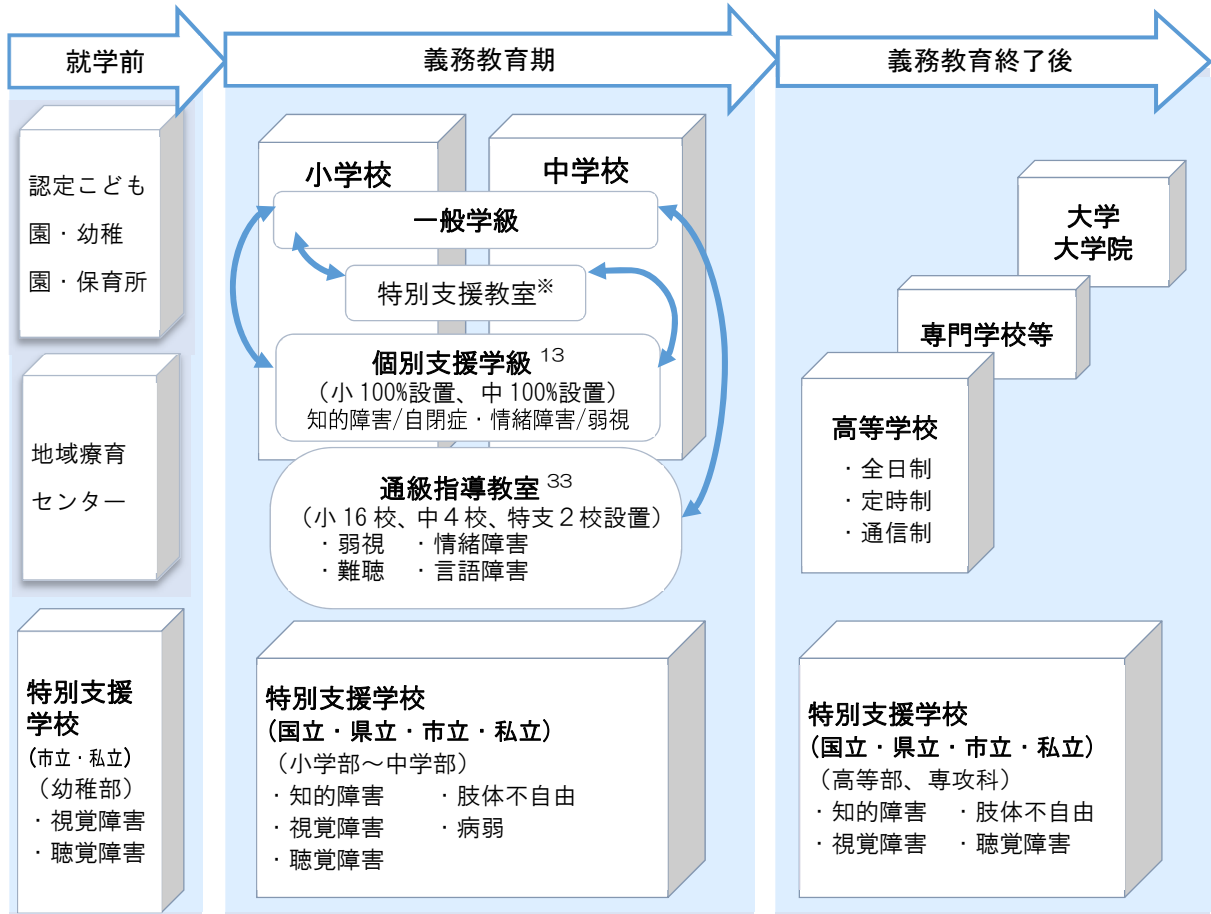 就学前
義務教育期
義務教育終了後
認定こども
園・幼稚
園・保育所
地域療育
センター
特別支援
学校
(市立・私立)
(幼稚部)
・視覚障害
・聴覚障害
小学校
中学校
一般学級
特別支援教室※
個別支援学級 13
(小 100%設置、中 100%設置)
知的障害/自閉症・情緒障害/弱視
通級指導教室 33
(小 16 校、中4校、特支2校設置)
・弱視 ・情緒障害
・難聴 ・言語障害
特別支援学校
(国立・県立・市立・私立)
(小学部～中学部)
・知的障害 ・肢体不自由
・視覚障害 ・病弱
・聴覚障害
大学
大学院
専門学校等
高等学校
・全日制
・定時制
・通信制
特別支援学校
(国立・県立・市立・私立)
(高等部、専攻科)
・知的障害 ・肢体不自由
・視覚障害 ・聴覚障害